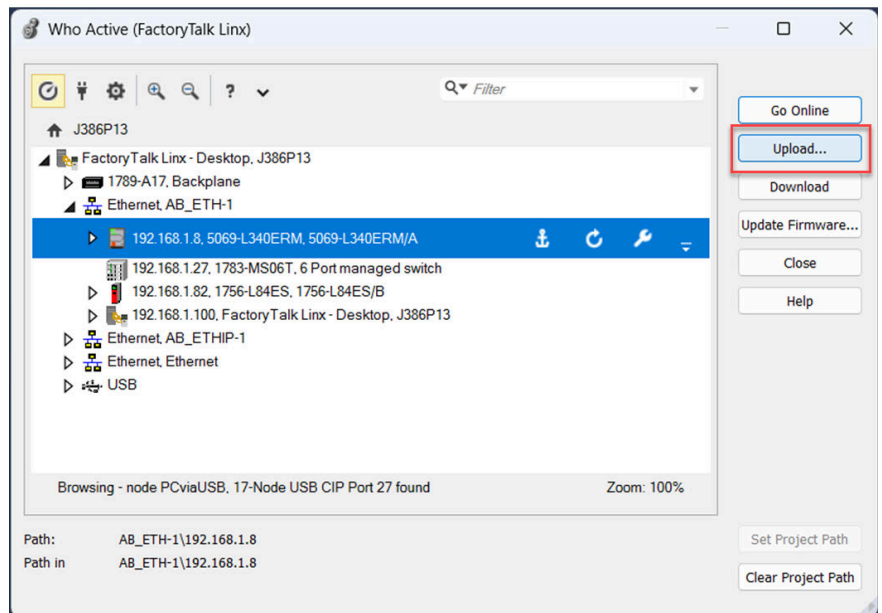 Who Active (FactoryTalk Linx)
? Filter
J386P13
FactoryTalk Linx - Desktop, J386P13
1789-A17, Backplane
Ethernet, AB_ETH-1
192.168.1.8, 5069-L340ERM, 5069-L340ERM/A
192.168.1.27, 1783-MS06T, 6 Port managed switch
192.168.1.82, 1756-L84ES, 1756-L84ES/B
192.168.1.100, FactoryTalk Linx - Desktop, J386P13
Ethernet, AB_ETHIP-1
Ethernet, Ethernet
USB
Browsing - node PCviaUSB, 17-Node USB CIP Port 27 found Zoom: 100%
Go Online
Upload...
Download
Update Firmware...
Close
Help
Path: AB_ETH-1\192.168.1.8
Path in AB_ETH-1\192.168.1.8
Set Project Path
Clear Project Path